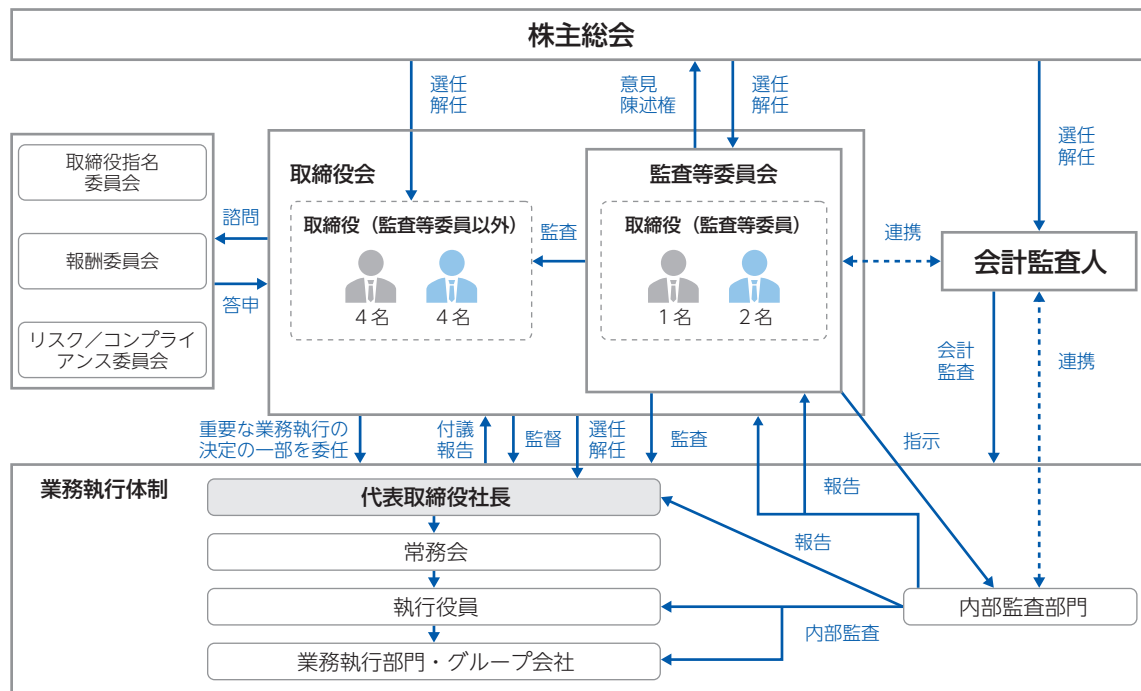 株主総会
選任
解任
意見
陳述権
選任
解任
選任
解任
取締役指名
委員会
報酬委員会
リスク／コンプライ
アンス委員会
諮問
答申
取締役会
取締役（監査等委員以外）
4名
4名
監査
監査等委員会
取締役（監査等委員）
1名
2名
連携
会計監査人
会計
監査
連携
重要な業務執行の
決定の一部を委任
付議
報告
監督
選任
解任
監査
指示
業務執行体制
代表取締役社長
常務会
執行役員
業務執行部門・グループ会社
報告
報告
内部監査
内部監査部門